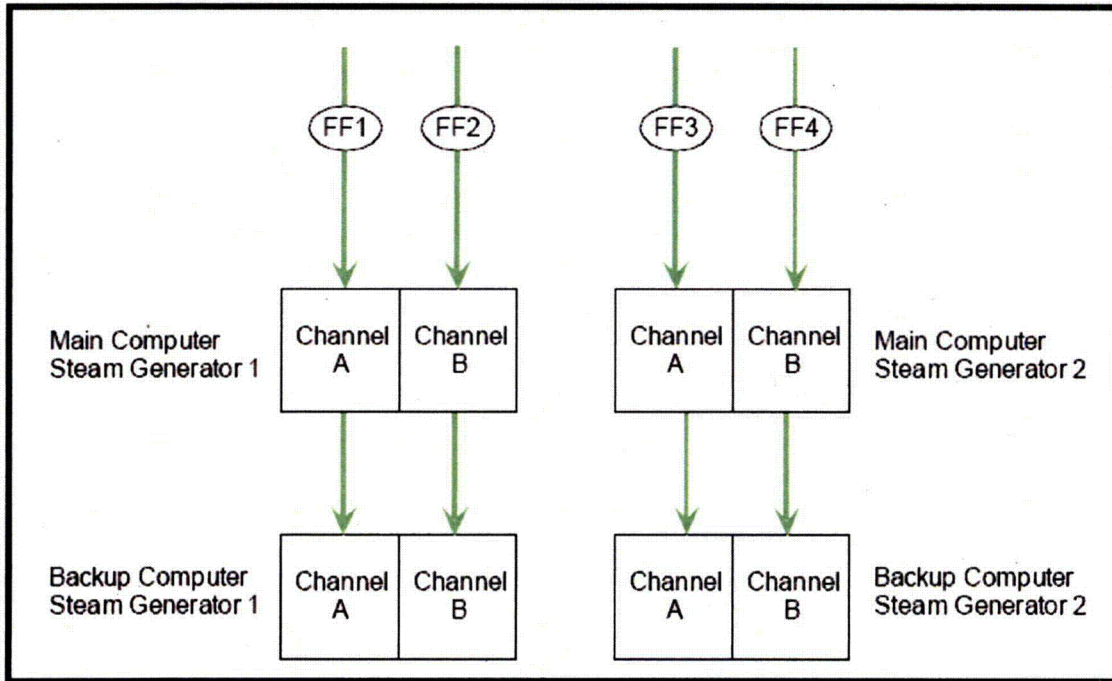 FF1 FF2 FF3 FF4
Main Computer
Steam Generator 1
Channel
A
Channel
B
Channel
A
Channel
B
Main Computer
Steam Generator 2
Backup Computer
Steam Generator 1
Channel
A
Channel
B
Channel
A
Channel
B
Backup Computer
Steam Generator 2